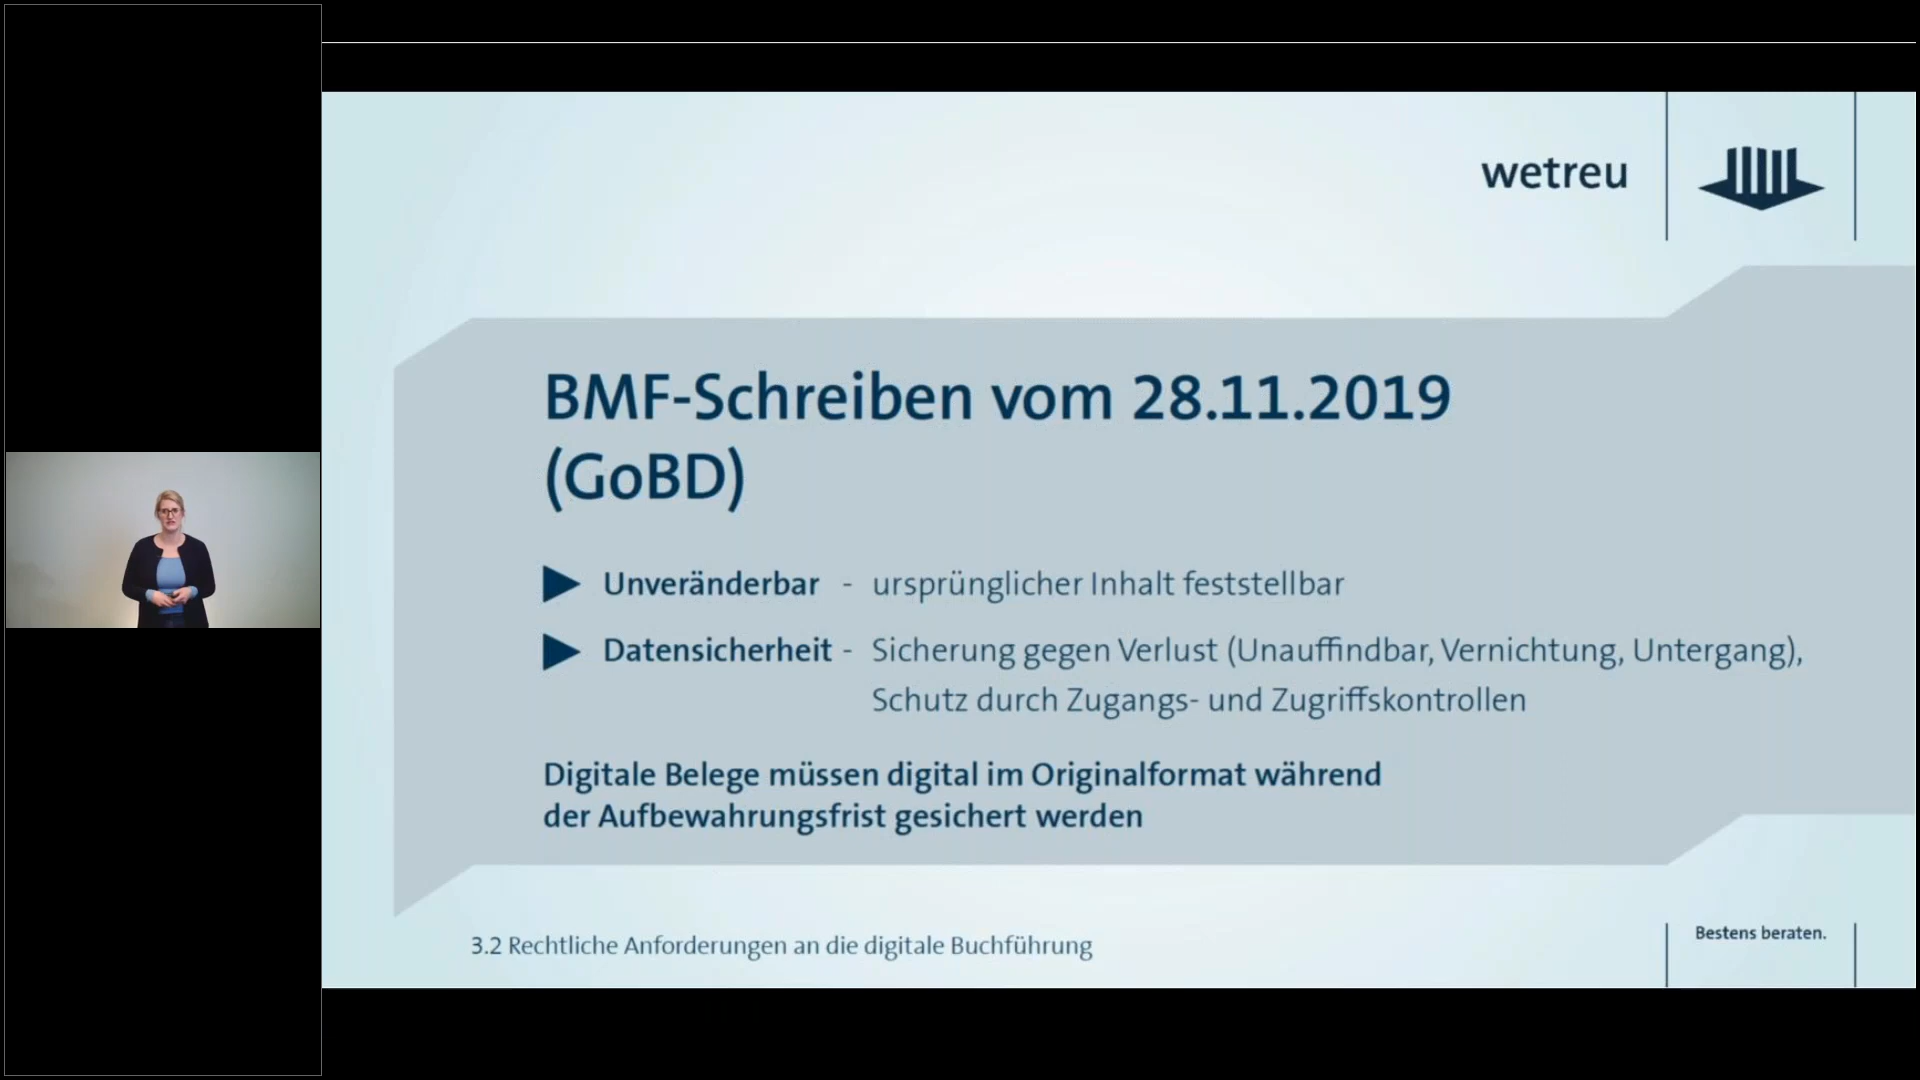 wetreu
BMF-Schreiben vom 28.11.2019
(GoBD)
Unveränderbar - ursprünglicher Inhalt feststellbar
Datensicherheit - Sicherung gegen Verlust (Unauffindbar, Vernichtung, Untergang),
Schutz durch Zugangs- und Zugriffskontrollen
Digitale Belege müssen digital im Originalformat während
der Aufbewahrungsfrist gesichert werden
3.2 Rechtliche Anforderungen an die digitale Buchführung
Bestens beraten.